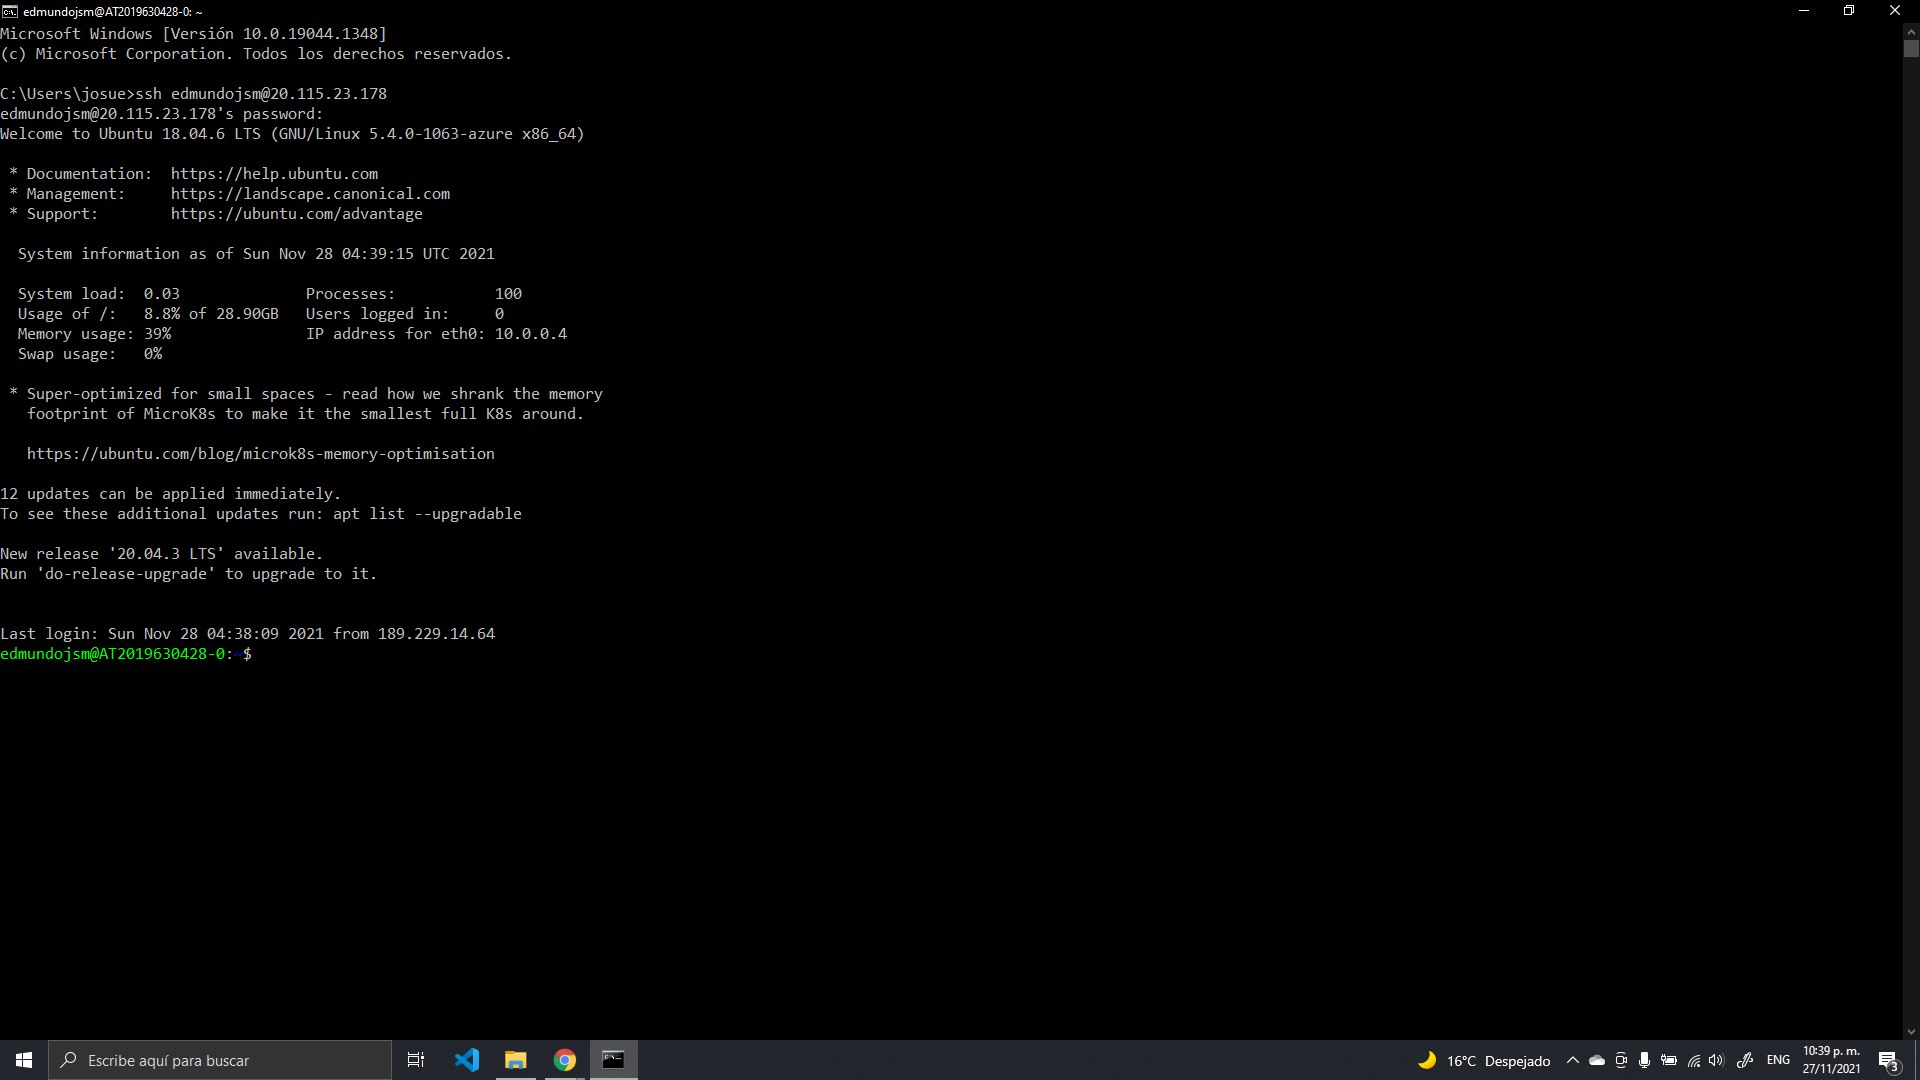 edmundojsm@AT2019630428-0: ~
Microsoft Windows [Versión 10.0.19044.1348]
(c) Microsoft Corporation. Todos los derechos reservados.
C:\Users\josue>ssh edmundojsm@20.115.23.178
edmundojsm@20.115.23.178's password:
Welcome to Ubuntu 18.04.6 LTS (GNU/Linux 5.4.0-1063-azure x86_64)
* Documentation:  https://help.ubuntu.com
* Management:     https://landscape.canonical.com
* Support:        https://ubuntu.com/advantage
System information as of Sun Nov 28 04:39:15 UTC 2021
System load:  0.03              Processes:           100
Usage of /:   8.8% of 28.90GB   Users logged in:     0
Memory usage: 39%               IP address for eth0: 10.0.0.4
Swap usage:   0%
* Super-optimized for small spaces - read how we shrank the memory
footprint of MicroK8s to make it the smallest full K8s around.
https://ubuntu.com/blog/microk8s-memory-optimisation
12 updates can be applied immediately.
To see these additional updates run: apt list --upgradable
New release '20.04.3 LTS' available.
Run 'do-release-upgrade' to upgrade to it.
Last login: Sun Nov 28 04:38:09 2021 from 189.229.14.64
edmundojsm@AT2019630428-0:~$
Escribe aquí para buscar
16°C Despejado
ENG
10:39 p. m.
27/11/2021
3